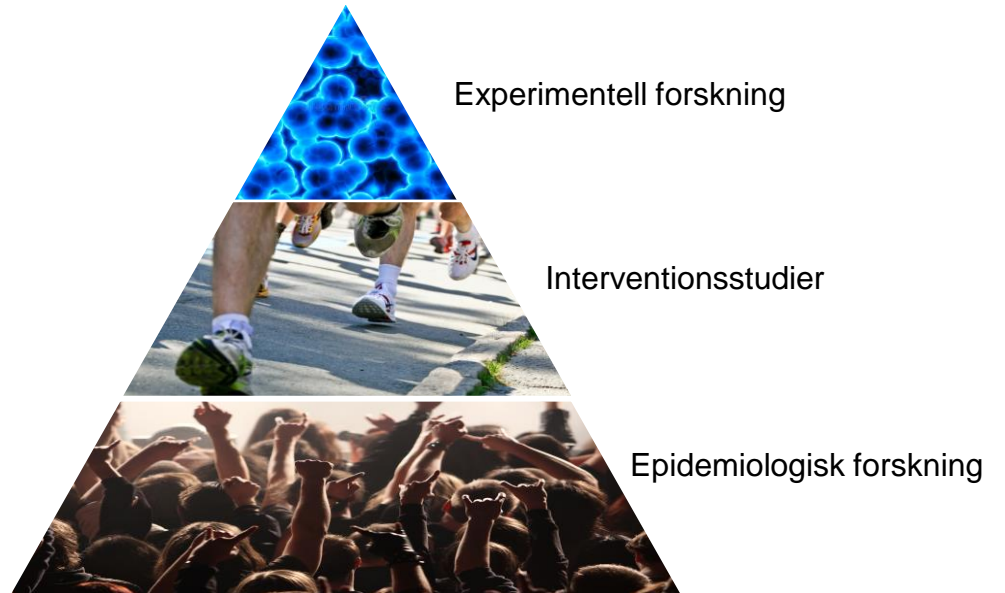 Experimentell forskning
Interventionsstudier
Epidemiologisk forskning